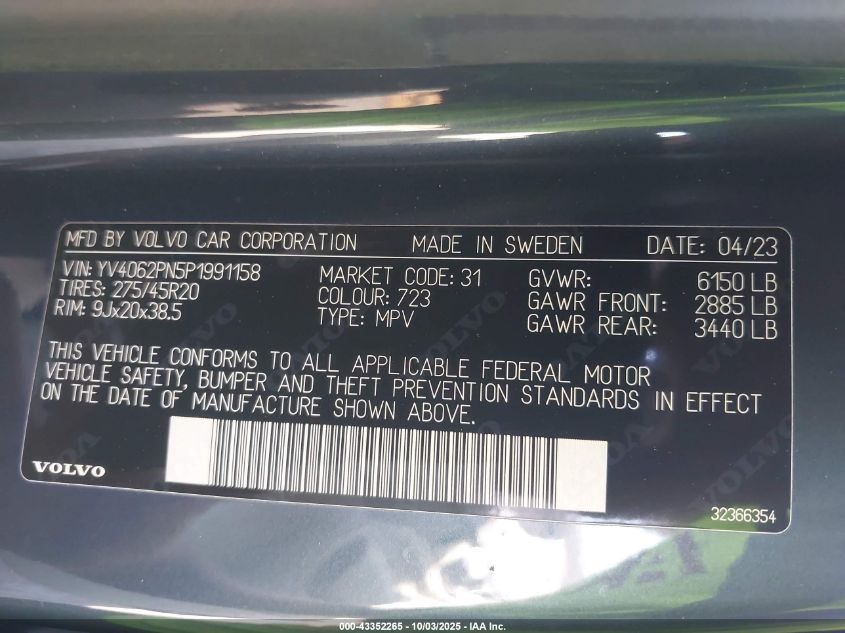 MFD BY VOLVO CAR CORPORATION MADE IN SWEDEN DATE: 04/23
VIN: YV4062PN5P1991158 MARKET CODE: 31 GVWR: 6150 LB
TIRES: 275/45R20 COLOUR: 723 GAWR FRONT: 2885 LB
RIM: 9Jx20x38.5 TYPE: MPV GAWR REAR: 3440 LB
THIS VEHICLE CONFORMS TO ALL APPLICABLE FEDERAL MOTOR
VEHICLE SAFETY, BUMPER AND THEFT PREVENTION STANDARDS IN EFFECT
ON THE DATE OF MANUFACTURE SHOWN ABOVE.
VOLVO
32366354
000-43352265 - 10/03/2025 - IAA Inc.